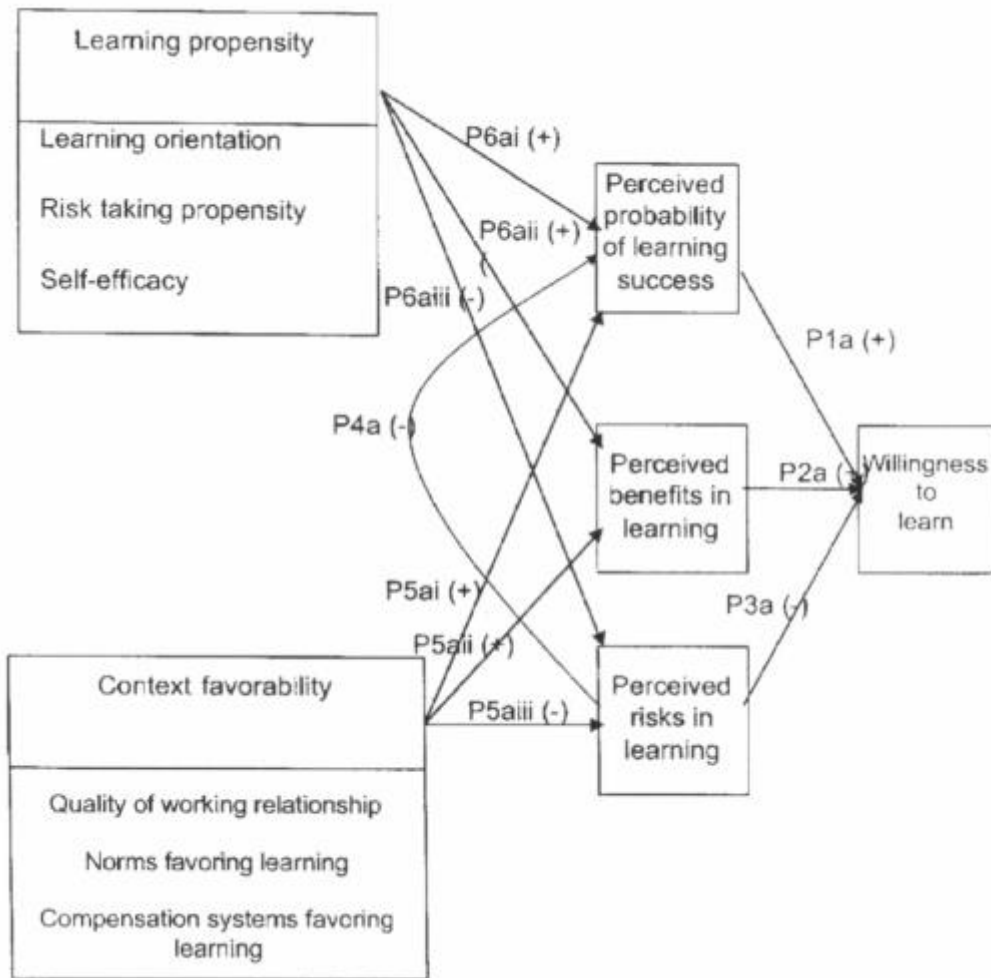 Learning propensity
Learning orientation
Risk taking propensity
Self-efficacy
P6ai (+)
P6aii (+)
(
P6aiii (-)
P4a (-)
Perceived
probability
of learning
success
P1a (+)
Perceived
benefits in
learning
P2a (+)
Willingness
to
learn
P5ai (+)
P5aii (+)
P5aiii (-)
Perceived
risks in
learning
P3a (-)
Context favorability
Quality of working relationship
Norms favoring learning
Compensation systems favoring
learning